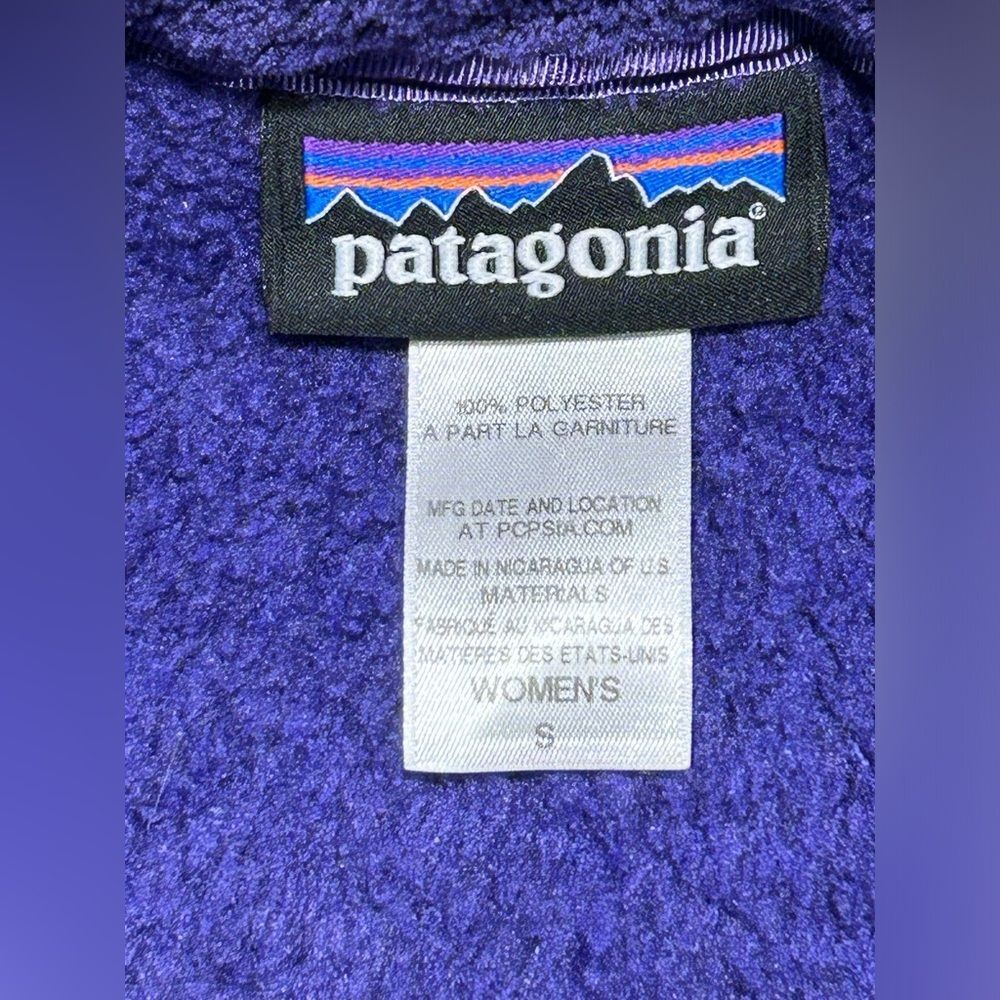 patagonia®
100% POLYESTER
A PART LA GARNITURE
MFG DATE AND LOCATION
AT PCPSIA.COM
MADE IN NICARAGUA OF U.S.
MATERIALS
FABRIQUE AU NICARAGUA DES
MATIERES DES ETATS-UNIS
WOMEN'S
S